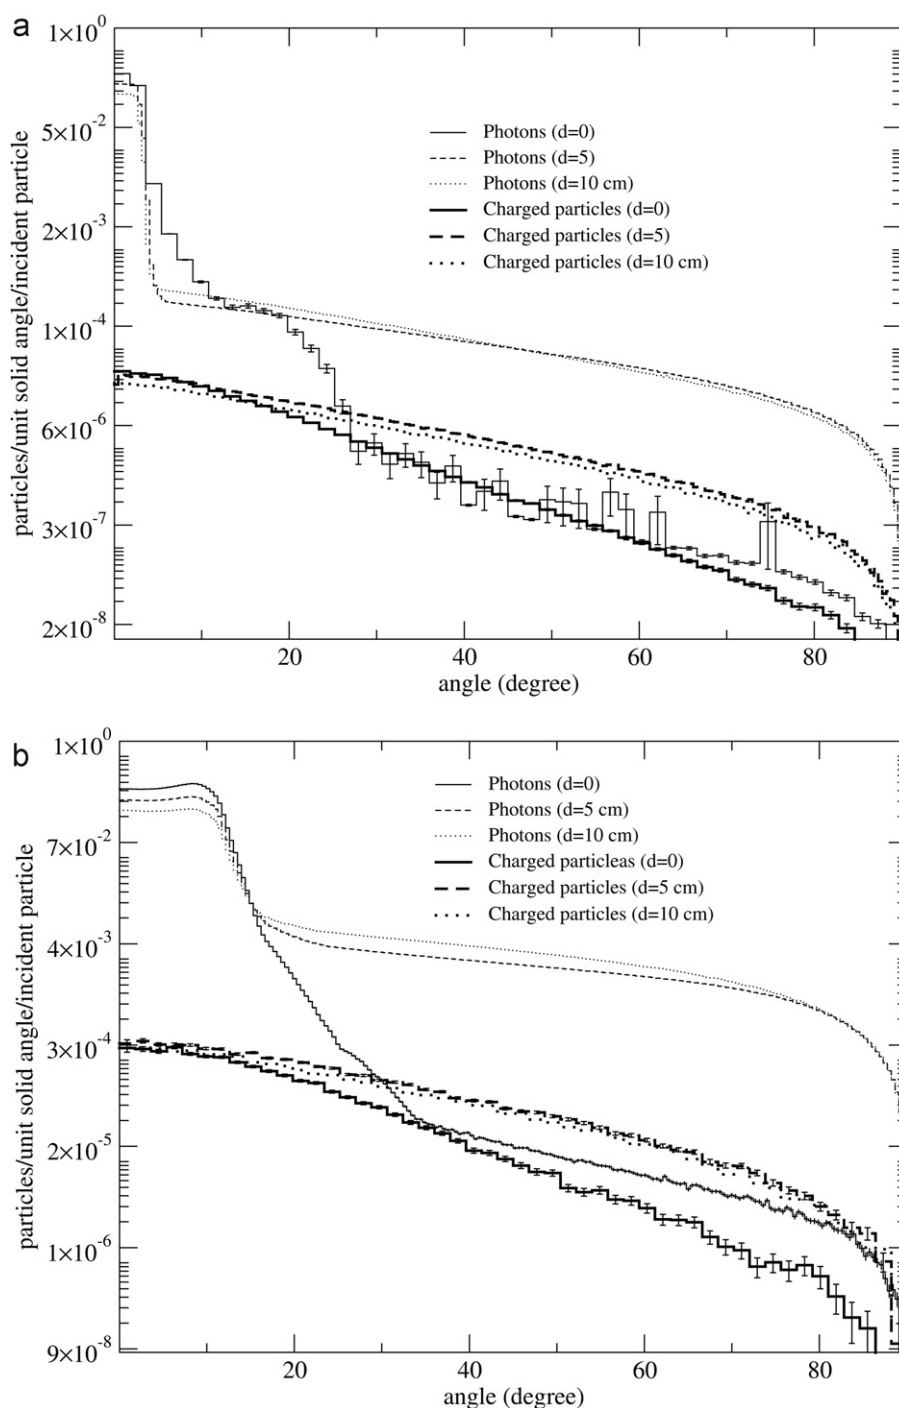 a
1×10⁰
5×10⁻²
2×10⁻³
1×10⁻⁴
6×10⁻⁶
3×10⁻⁷
2×10⁻⁸
particles/unit solid angle/incident particle
Photons (d=0)
Photons (d=5)
Photons (d=10 cm)
Charged particles (d=0)
Charged particles (d=5)
Charged particles (d=10 cm)
20 40 60 80
angle (degree)
b
1×10⁰
7×10⁻²
4×10⁻³
3×10⁻⁴
2×10⁻⁵
1×10⁻⁶
9×10⁻⁸
particles/unit solid angle/incident particle
Photons (d=0)
Photons (d=5 cm)
Photons (d=10 cm)
Charged particleas (d=0)
Charged particles (d=5 cm)
Charged particles (d=10 cm)
20 40 60 80
angle (degree)